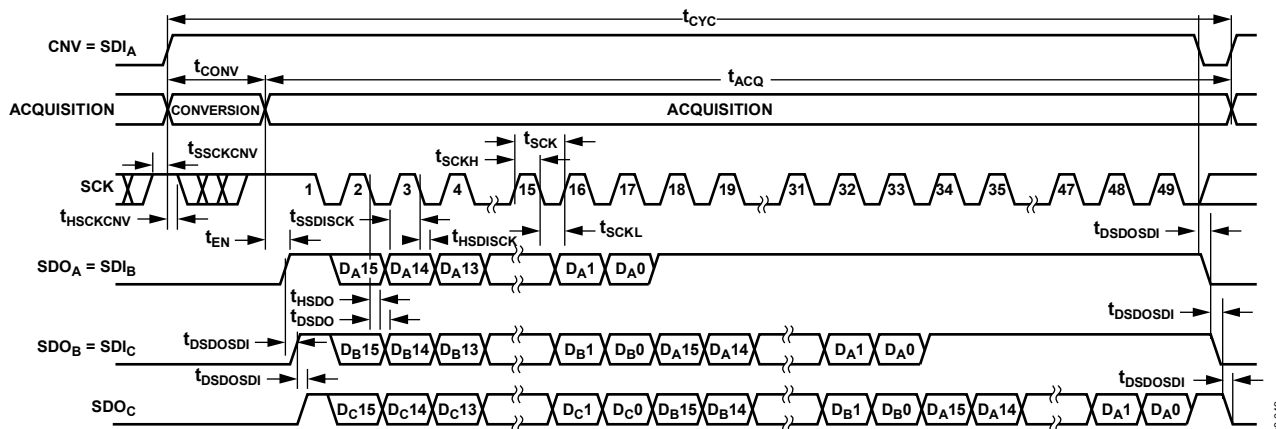 tCYC
CNV = SDIA
tCONV
tACQ
ACQUISITION CONVERSION ACQUISITION
tSSCKCNV
tSCK
tSCKH
SCK 1 2 3 4 15 16 17 18 19 31 32 33 34 35 47 48 49
tHSCKCNV
tSSDISCK
tHSDISCK
tSCKL
tEN
tDSDOSDI
SDOA = SDIB DA15 DA14 DA13 DA1 DA0
tHSDO
tDSDO
tDSDOSDI
tDSDOSDI
SDOB = SDIC DB15 DB14 DB13 DB1 DB0 DA15 DA14 DA1 DA0
tDSDOSDI
tDSDOSDI
SDOC DC15 DC14 DC13 DC1 DC0 DB15 DB14 DB1 DB0 DA15 DA14 DA1 DA0